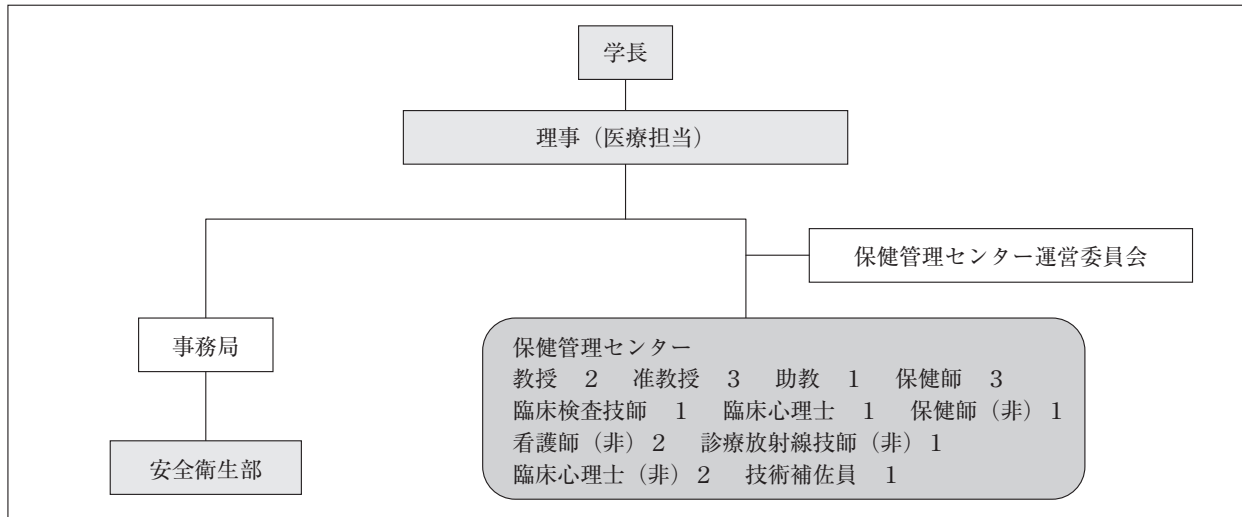 学長
理事（医療担当）
保健管理センター運営委員会
事務局
安全衛生部
保健管理センター
教授　2　准教授　3　助教　1　保健師　3
臨床検査技師　1　臨床心理士　1　保健師（非）1
看護師（非）2　診療放射線技師（非）1
臨床心理士（非）2　技術補佐員　1